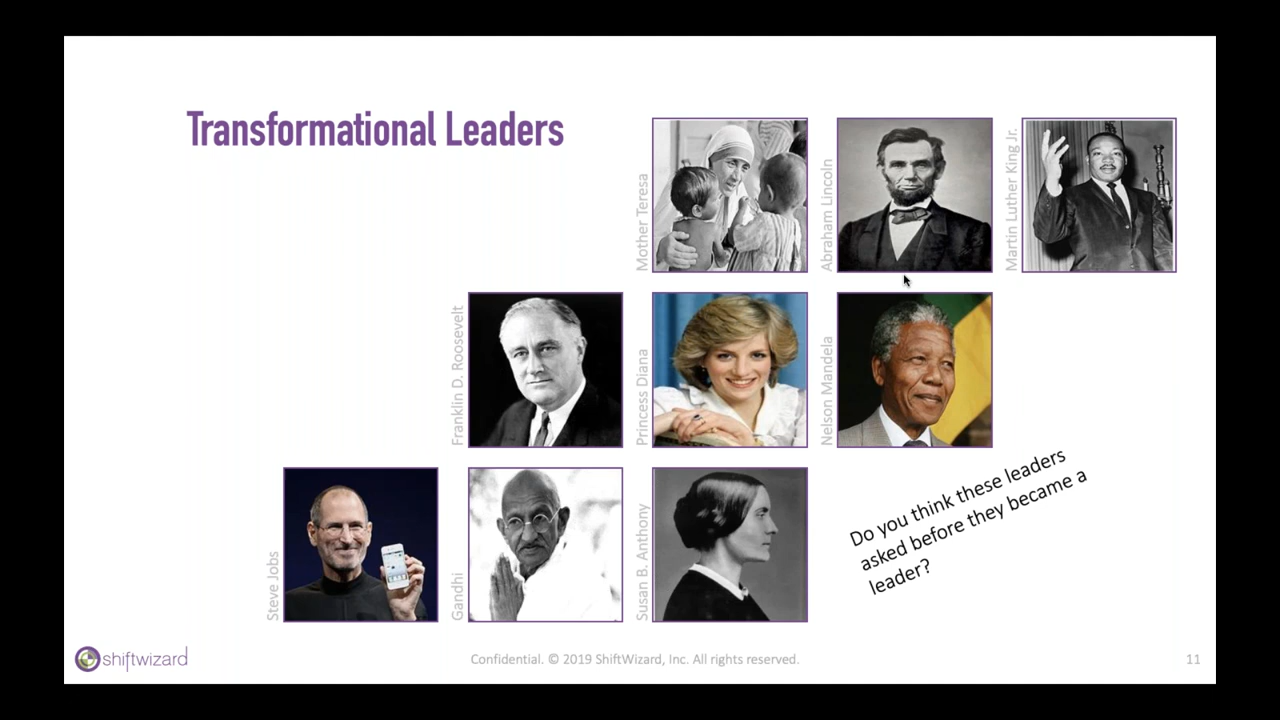 Transformational Leaders
Mother Teresa
Abraham Lincoln
Martin Luther King Jr.
Franklin D. Roosevelt
Princess Diana
Nelson Mandela
Steve Jobs
Gandhi
Susan B. Anthony
Do you think these leaders
asked before they became a
leader?
shiftwizard
Confidential. © 2019 ShiftWizard, Inc. All rights reserved.
11